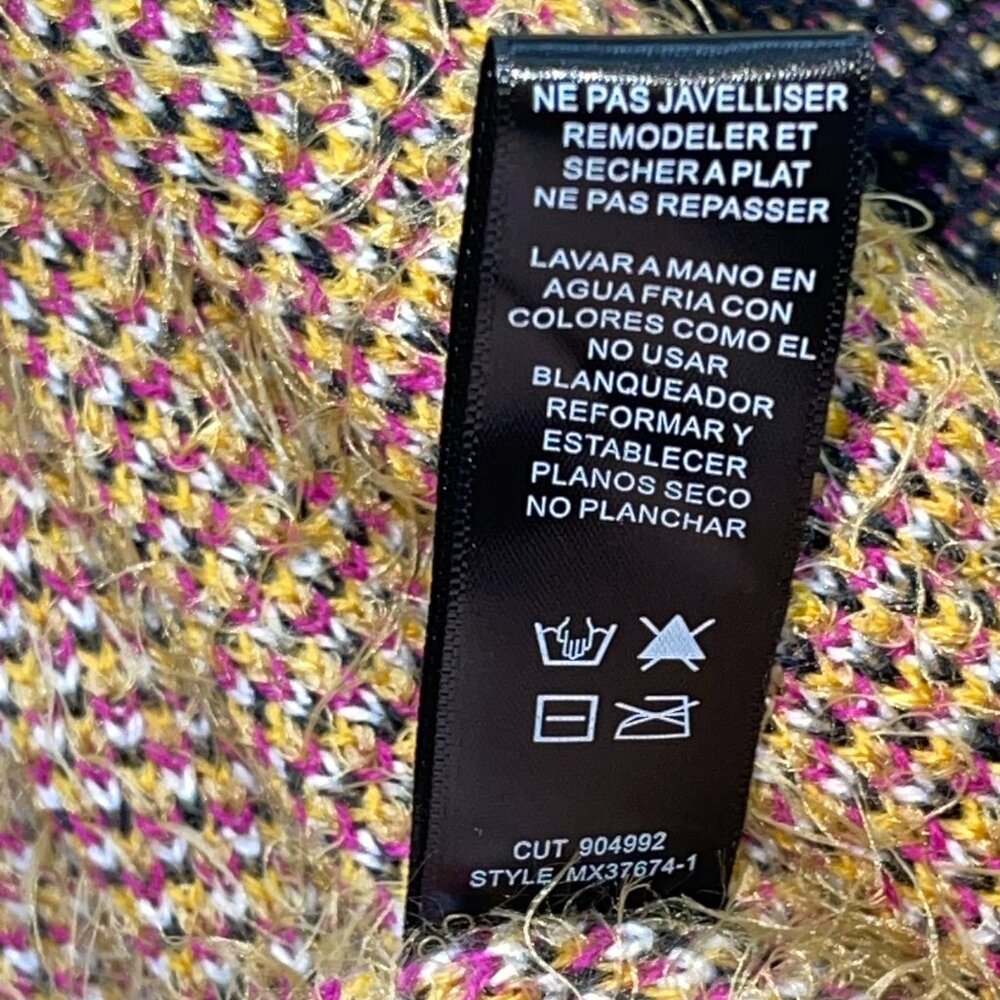 NE PAS JAVELLISER
REMODELER ET
SECHER A PLAT
NE PAS REPASSER
LAVAR A MANO EN
AGUA FRIA CON
COLORES COMO EL
NO USAR
BLANQUEADOR
REFORMAR Y
ESTABLECER
PLANOS SECO
NO PLANCHAR
CUT 904992
STYLE MX37674-1